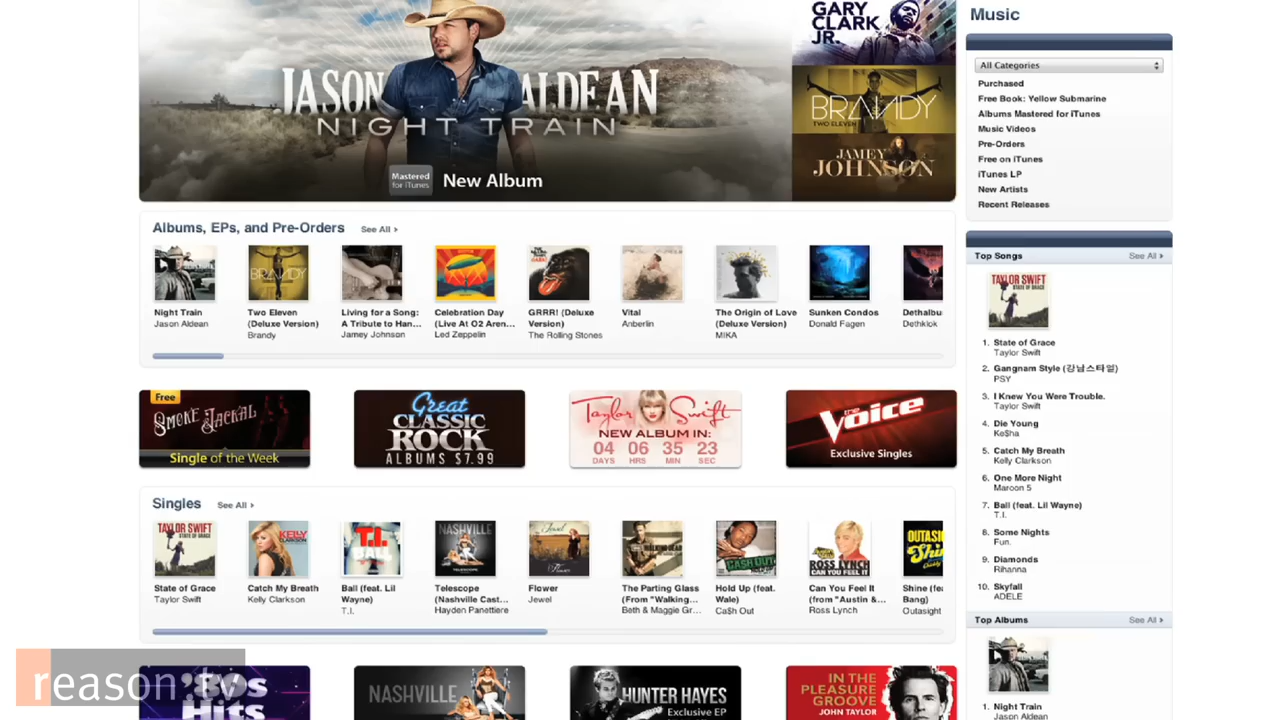 JASON ALDEAN
NIGHT TRAIN
Mastered
for iTunes
New Album
GARY
CLARK
JR.
BRANDY
TWO ELEVEN
JAMEY
JOHNSON
Music
All Categories
Purchased
Free Book: Yellow Submarine
Albums Mastered for iTunes
Music Videos
Pre-Orders
Free on iTunes
iTunes LP
New Artists
Recent Releases
Albums, EPs, and Pre-Orders
See All
BRANDY
Night Train
Jason Aldean
Two Eleven
(Deluxe Version)
Brandy
Living for a Song:
A Tribute to Han...
Jamey Johnson
Celebration Day
(Live At O2 Aren...
Led Zeppelin
GRRR! (Deluxe
Version)
The Rolling Stones
Vital
Anberlin
The Origin of Love
(Deluxe Version)
MIKA
Sunken Condos
Donald Fagen
Dethalbu
Dethklok
Top Songs
See All
TAYLOR SWIFT
STATE OF GRACE
1. State of Grace
Taylor Swift
2. Gangnam Style (강남스타일)
PSY
3. I Knew You Were Trouble.
Taylor Swift
4. Die Young
Ke$ha
5. Catch My Breath
Kelly Clarkson
6. One More Night
Maroon 5
7. Ball (feat. Lil Wayne)
T.I.
8. Some Nights
Fun.
9. Diamonds
Rihanna
10. Skyfall
ADELE
Free
SMOKE JACKAL
Single of the Week
Great
CLASSIC
ROCK
ALBUMS $7.99
Taylor Swift
NEW ALBUM IN:
04 06 35 23
DAYS HRS MIN SEC
the Voice
Exclusive Singles
Singles
See All
TAYLOR SWIFT
STATE OF GRACE
KELLY
CLARKSON
T.I.
BALL
NASHVILLE
Jewel
WALKING DEAD
CASH OUT
ROSS LYNCH
CAN YOU FEEL IT
OUTASIG
Shine
State of Grace
Taylor Swift
Catch My Breath
Kelly Clarkson
Ball (feat. Lil
Wayne)
T.I.
Telescope
(Nashville Cast...
Hayden Panettiere
Flower
Jewel
The Parting Glass
(From "Walking...
Beth & Maggie Gr...
Hold Up (feat.
Wale)
Ca$h Out
Can You Feel It
(from "Austin &...
Ross Lynch
Shine (fe
Bang)
Outasight
Top Albums
See All
1. Night Train
Jason Aldean
'80s
Hits
NASHVILLE
HUNTER HAYES
Exclusive EP
IN THE
PLEASURE
GROOVE
JOHN TAYLOR
reason.tv